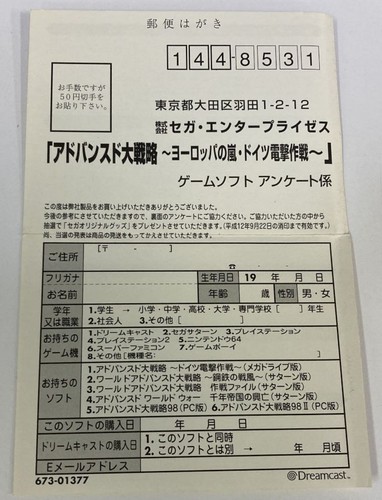 郵便はがき
144-8531
お手数ですが
50円切手を
お貼り下さい。
東京都大田区羽田1-2-12
株式会社 セガ・エンタープライゼス
「アドバンスド大戦略 ～ヨーロッパの嵐・ドイツ電撃作戦～」
ゲームソフト アンケート係
この度は弊社製品をお買い上げいただきありがとうございました。
今後の参考にさせていただきますので、裏面のアンケートにご協力ください。ご協力いただいた方の中から
抽選で「セガオリジナルグッズ」をプレゼントさせていただきます。(平成12年9月22日の消印まで有効です。)
尚、当選の発表は商品の発送をもってかえさせていただきます。
ご住所 〔〒 - 〕
☎ ( )
フリガナ 生年月日 19 年 月 日
お名前 年齢 歳 性別 男・女
学年又は職業 1.学生 → 小学・中学・高校・大学・専門学校〔 〕年生
2.社会人 3.その他〔 〕
お持ちのゲーム機 1.ドリームキャスト 2.セガサターン 3.プレイステーション
4.プレイステーション2 5.ニンテンドウ64
6.スーパーファミコン 7.ゲームボーイ
8.その他〔機種名: 〕
お持ちのソフト 1.アドバンスド大戦略 ～ドイツ電撃作戦～(メガドライブ版)
2.ワールドアドバンスド大戦略 ～鋼鉄の戦風～(サターン版)
3.ワールドアドバンスド大戦略 作戦ファイル(サターン版)
4.アドバンスド ワールド ウォー 千年帝国の興亡(サターン版)
5.アドバンスド大戦略98(PC版) 6.アドバンスド大戦略98Ⅱ(PC版)
このソフトの購入日 年 月 日
ドリームキャストの購入日 1.このソフトと同時
2.このソフトとは別 → 年 月頃
Eメールアドレス
673-01377
Dreamcast.